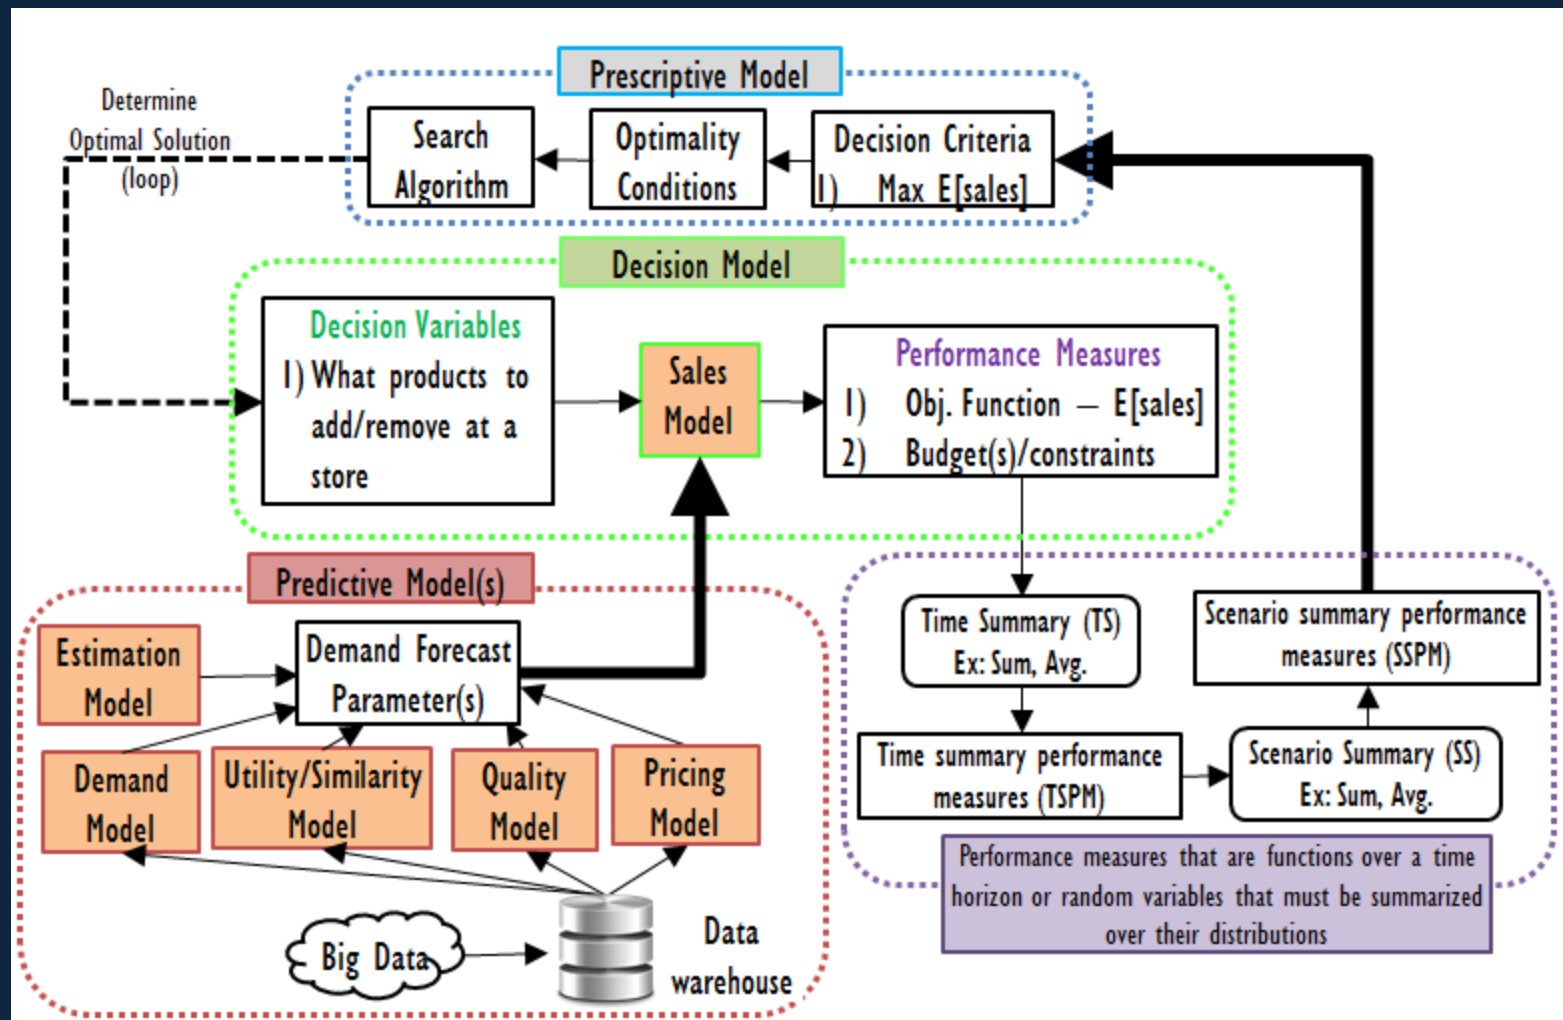 Prescriptive Model
Determine
Optimal Solution
(loop)
Search
Algorithm
Optimality
Conditions
Decision Criteria
1) Max E[sales]
Decision Model
Decision Variables
1) What products to
add/remove at a
store
Sales
Model
Performance Measures
1) Obj. Function – E[sales]
2) Budget(s)/constraints
Predictive Model(s)
Estimation
Model
Demand Forecast
Parameter(s)
Demand
Model
Utility/Similarity
Model
Quality
Model
Pricing
Model
Big Data
Data
warehouse
Time Summary (TS)
Ex: Sum, Avg.
Scenario summary performance
measures (SSPM)
Time summary performance
measures (TSPM)
Scenario Summary (SS)
Ex: Sum, Avg.
Performance measures that are functions over a time
horizon or random variables that must be summarized
over their distributions